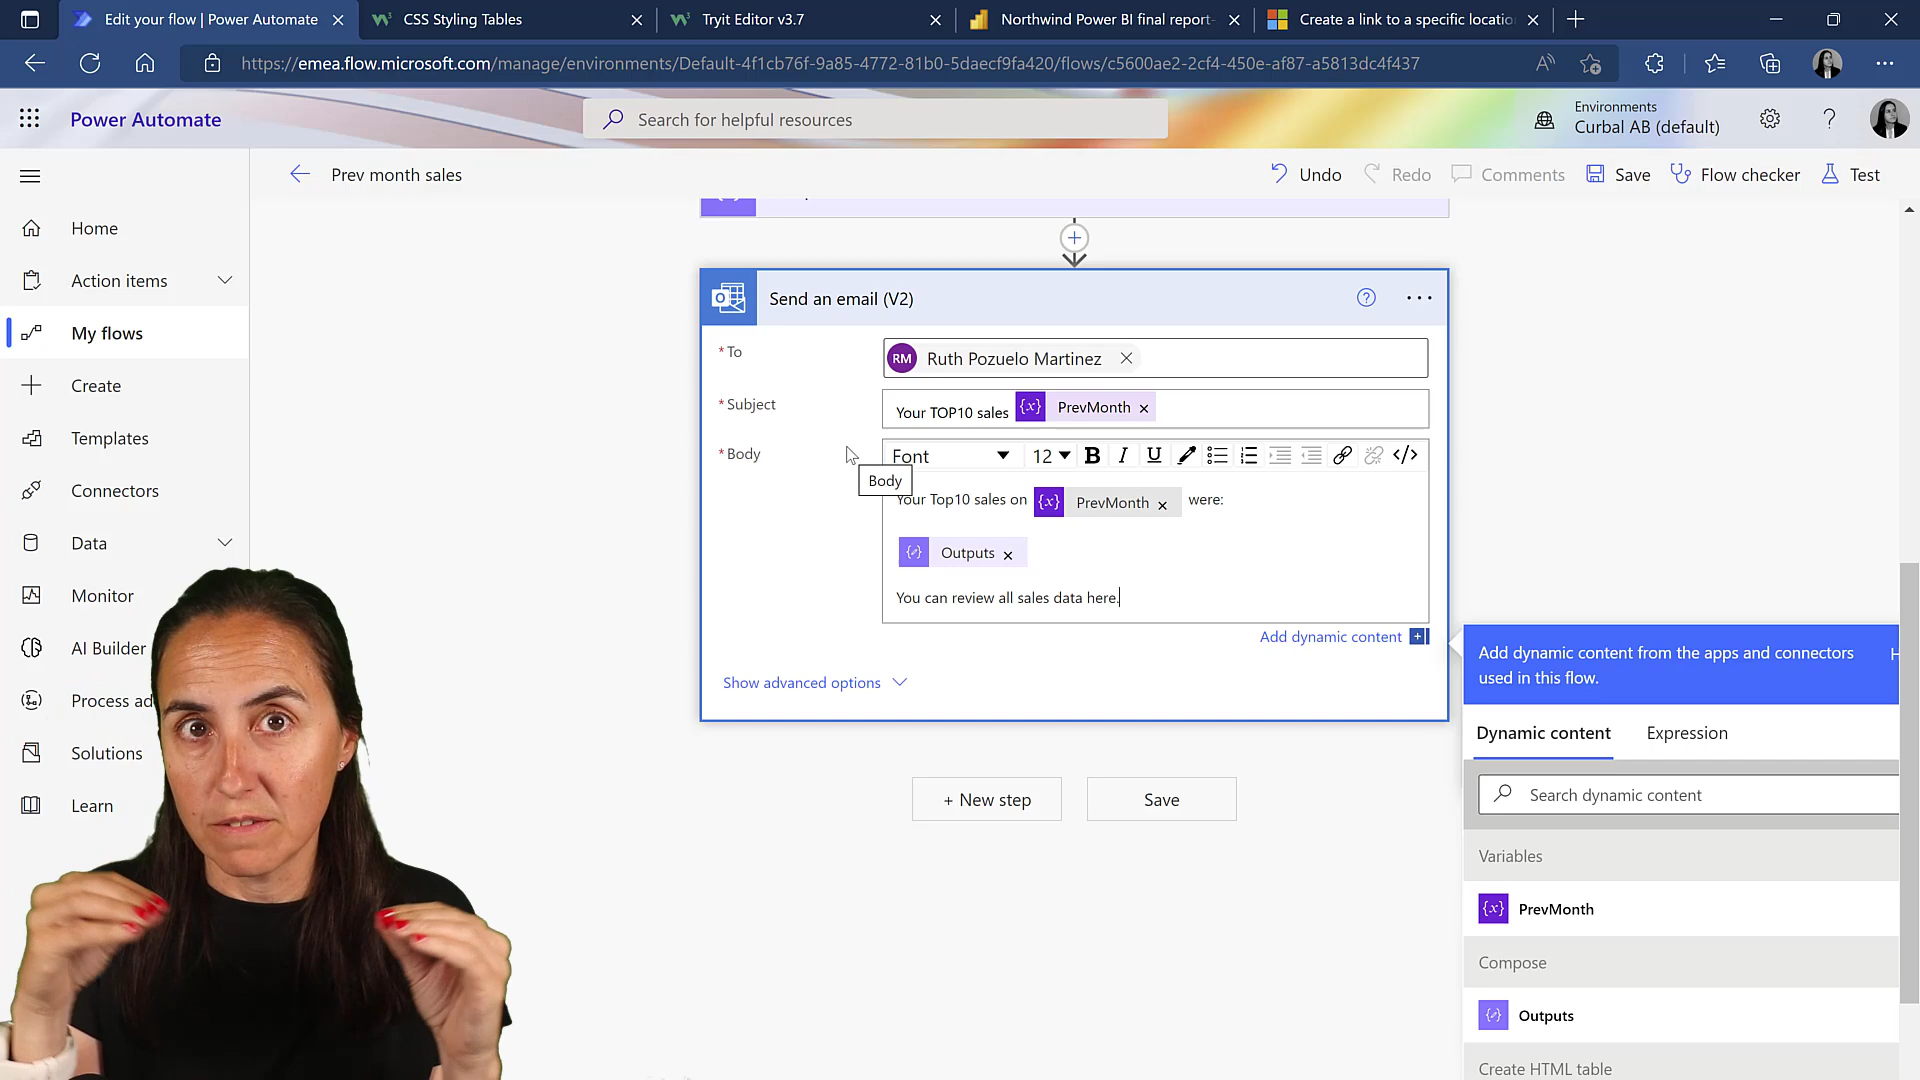 Edit your flow | Power Automate
CSS Styling Tables
Tryit Editor v3.7
Northwind Power BI final report-
Create a link to a specific locatio
https://emea.flow.microsoft.com/manage/environments/Default-4f1cb76f-9a85-4772-81b0-5daecf9fa420/flows/c5600ae2-2cf4-450e-af87-a5813dc4f437
Power Automate
Search for helpful resources
Environments
Curbal AB (default)
Prev month sales
Undo
Redo
Comments
Save
Flow checker
Test
Home
Action items
My flows
Create
Templates
Connectors
Data
Monitor
AI Builder
Process ad
Solutions
Learn
Send an email (V2)
* To
RM Ruth Pozuelo Martinez
* Subject
Your TOP10 sales {x} PrevMonth
* Body
Font 12 B I U </>
Body
Your Top10 sales on {x} PrevMonth were:
Outputs
You can review all sales data here.
Add dynamic content
Show advanced options
+ New step
Save
Add dynamic content from the apps and connectors
used in this flow.
Dynamic content
Expression
Search dynamic content
Variables
{x} PrevMonth
Compose
Outputs
Create HTML table